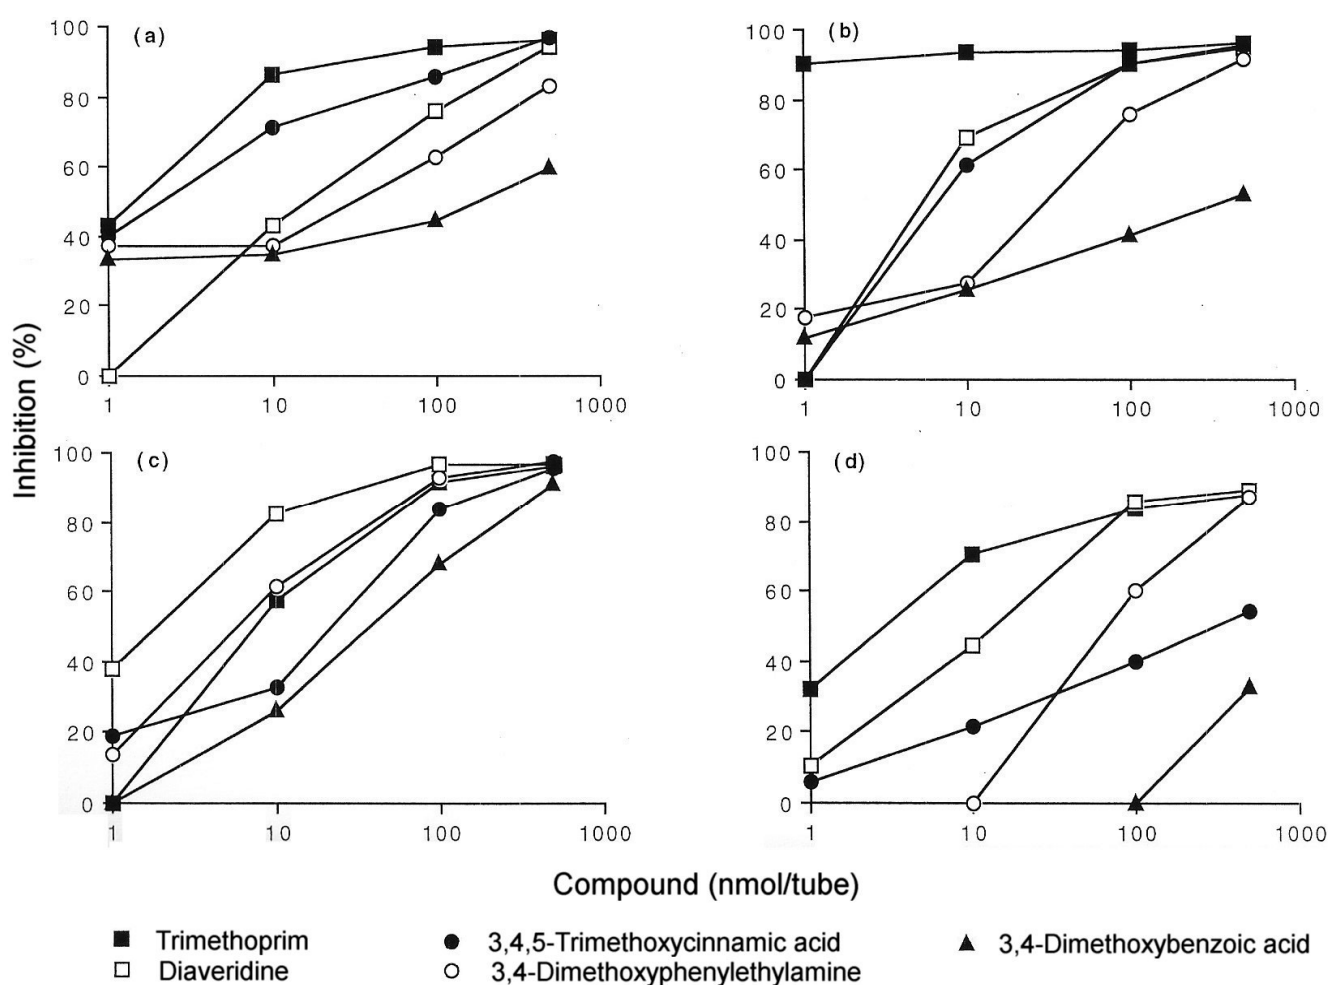 100 (a)
80
60
40
20
0
1 10 100 1000
100 (b)
80
60
40
20
0
1 10 100 1000
Inhibition (%)
100 (c)
80
60
40
20
0
1 10 100 1000
100 (d)
80
60
40
20
0
1 10 100 1000
Compound (nmol/tube)
Trimethoprim
Diaveridine
3,4,5-Trimethoxycinnamic acid
3,4-Dimethoxyphenylethylamine
3,4-Dimethoxybenzoic acid